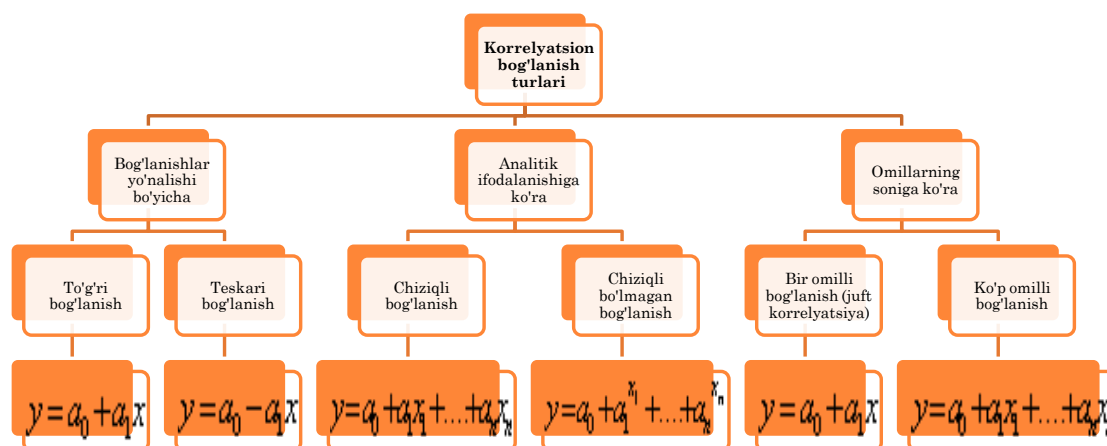 Korrelyatsion
bog'lanish
turlari
Bog'lanishlar
yo'nalishi
bo'yicha
Analitik
ifodalanishiga
ko'ra
Omillarning
soniga ko'ra
To'g'ri
bog'lanish
Teskari
bog'lanish
Chiziqli
bog'lanish
Chiziqli
bo'lmagan
bog'lanish
Bir omilli
bog'lanish (juft
korrelyatsiya)
Ko'p omilli
bog'lanish
y=a₀+a₁x
y=a₀−a₁x
y=a₀+a₁x₁+....+aₙxₙ
y=a₀+a₁^x₁+....+aₙ^xₙ
y=a₀+a₁x
y=a₀+a₁x₁+....+aₙx